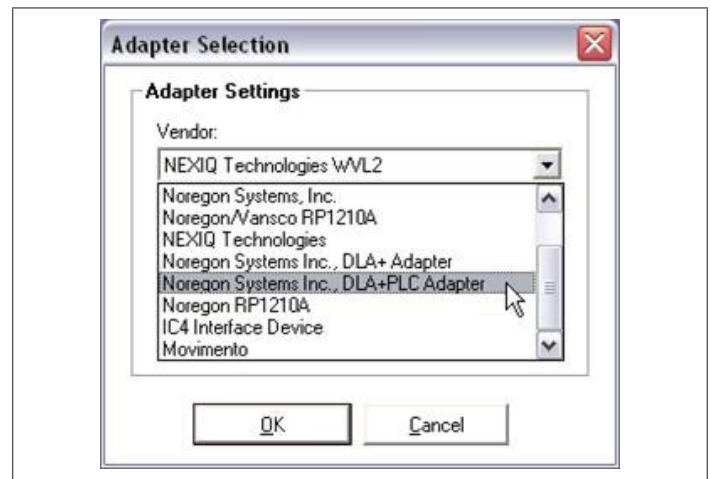 Adapter Selection
Adapter Settings
Vendor:
NEXIQ Technologies WVL2
Noregon Systems, Inc.
Noregon/Vansco RP1210A
NEXIQ Technologies
Noregon Systems Inc., DLA+ Adapter
Noregon Systems Inc., DLA+PLC Adapter
Noregon RP1210A
IC4 Interface Device
Movimento
OK
Cancel